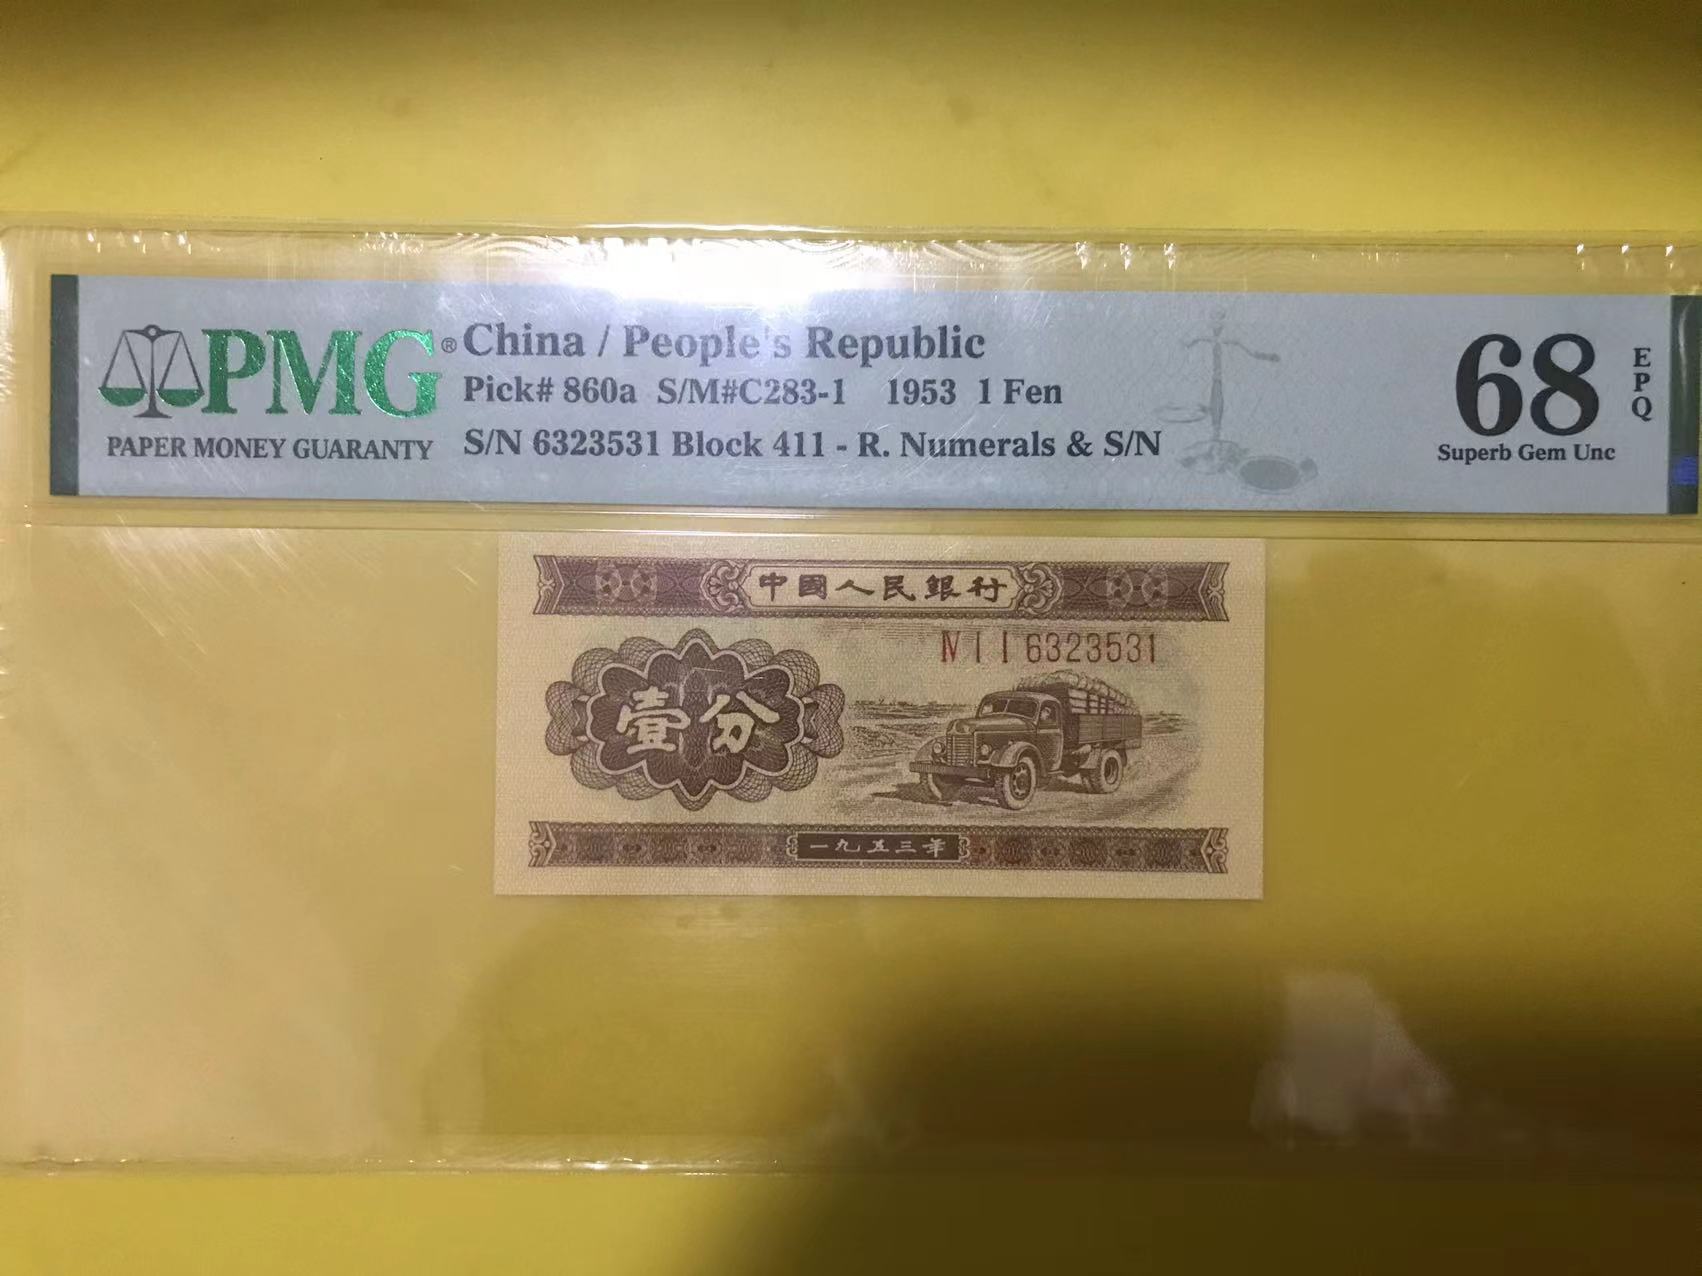 PMG® China / People's Republic
Pick# 860a S/M#C283-1 1953 1 Fen
PAPER MONEY GUARANTY S/N 6323531 Block 411 - R. Numerals & S/N
68 EPQ
Superb Gem Unc
中國人民銀行
Ⅳ Ⅰ Ⅰ 6323531
壹分
一九五三年